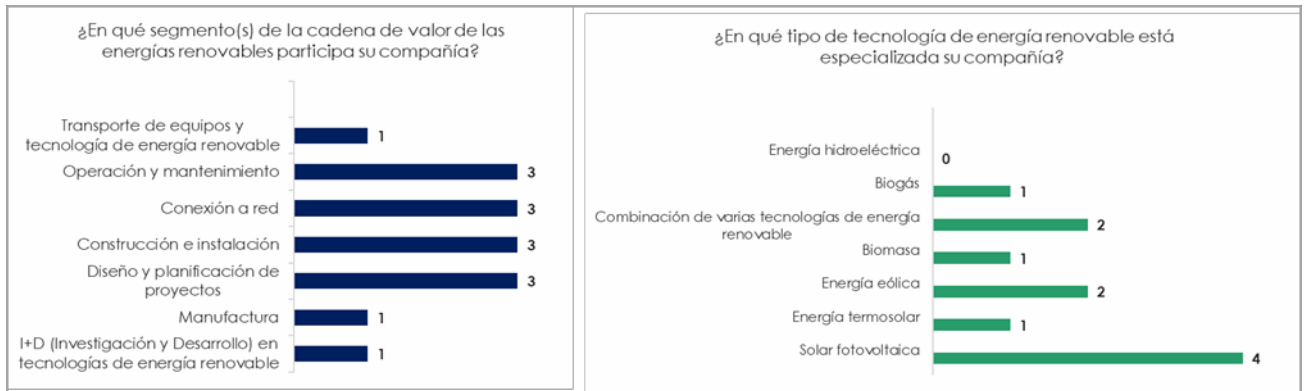 ¿En qué segmento(s) de la cadena de valor de las
energías renovables participa su compañía?
Transporte de equipos y
tecnología de energía renovable
1
Operación y mantenimiento
3
Conexión a red
3
Construcción e instalación
3
Diseño y planificación de
proyectos
3
Manufactura
1
I+D (Investigación y Desarrollo) en
tecnologías de energía renovable
1
¿En qué tipo de tecnología de energía renovable está
especializada su compañía?
Energía hidroeléctrica
0
Biogás
1
Combinación de varias tecnologías de energía
renovable
2
Biomasa
1
Energía eólica
2
Energía termosolar
1
Solar fotovoltaica
4